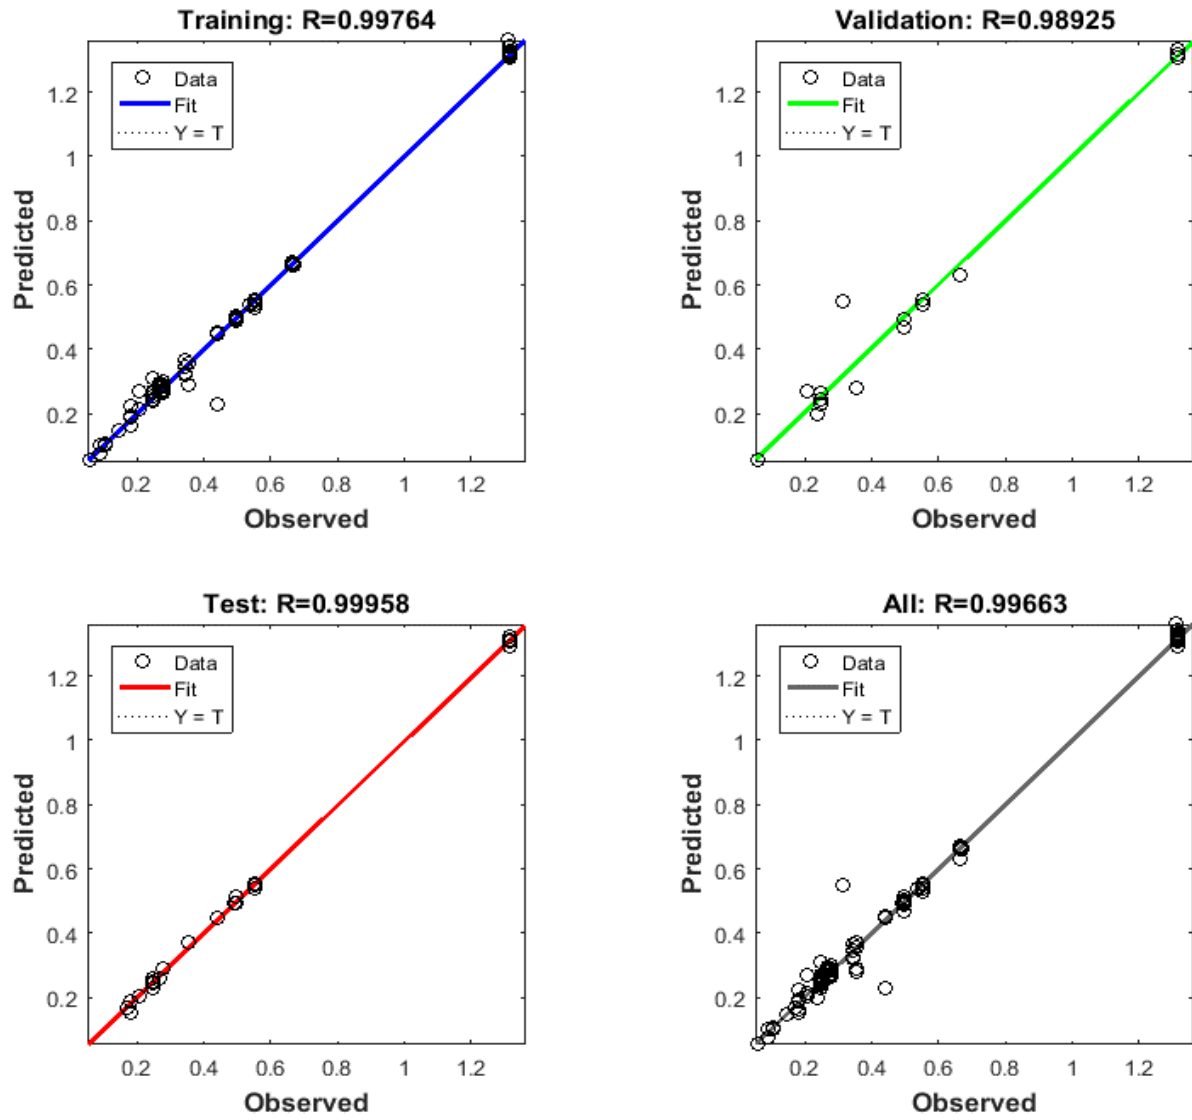 Training: R=0.99764
Data
Fit
Y = T
1.2
1
0.8
0.6
0.4
0.2
Predicted
0.2 0.4 0.6 0.8 1 1.2
Observed
Validation: R=0.98925
Data
Fit
Y = T
1.2
1
0.8
0.6
0.4
0.2
Predicted
0.2 0.4 0.6 0.8 1 1.2
Observed
Test: R=0.99958
Data
Fit
Y = T
1.2
1
0.8
0.6
0.4
0.2
Predicted
0.2 0.4 0.6 0.8 1 1.2
Observed
All: R=0.99663
Data
Fit
Y = T
1.2
1
0.8
0.6
0.4
0.2
Predicted
0.2 0.4 0.6 0.8 1 1.2
Observed